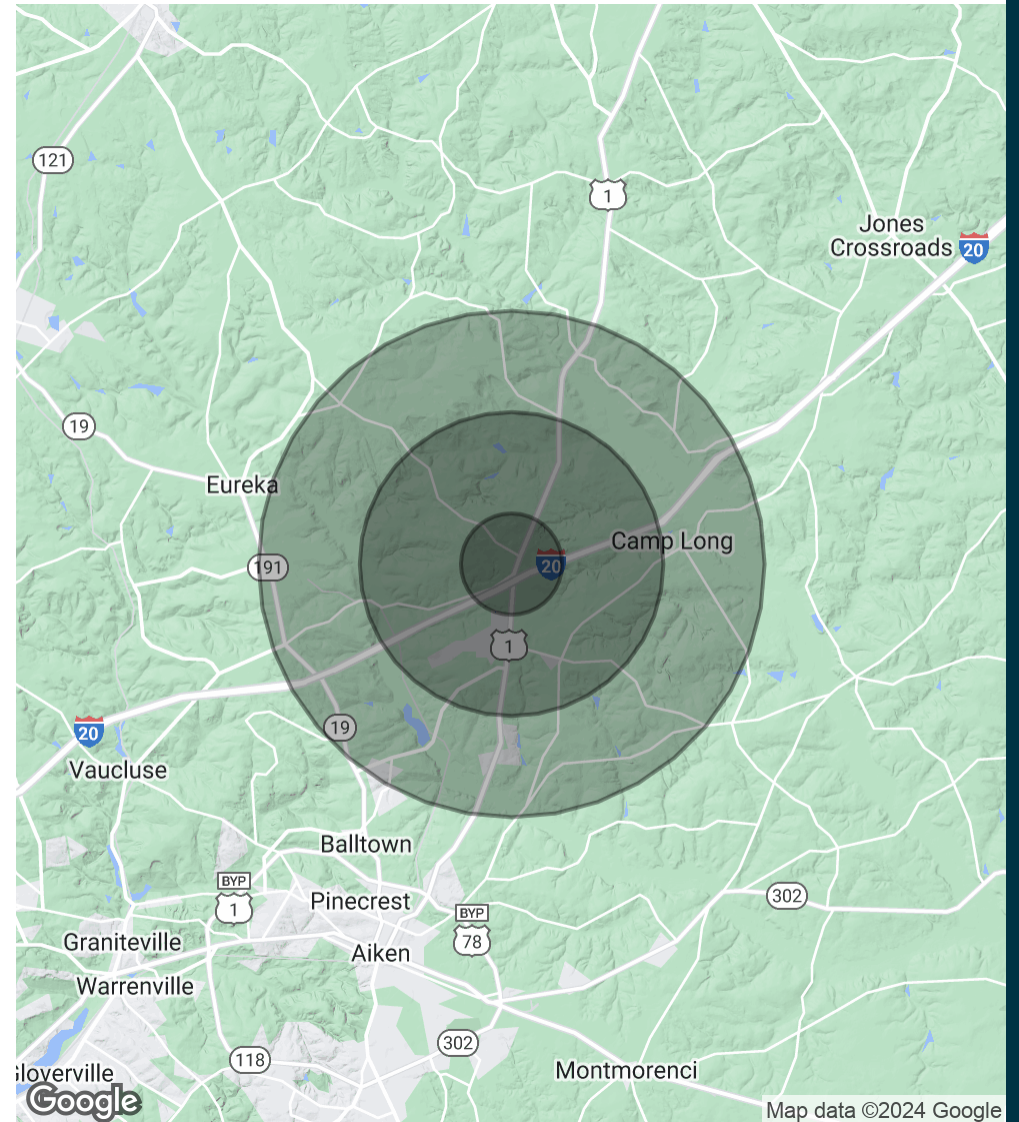 121
1
Jones
Crossroads
20
19
Eureka
Camp Long
20
191
1
19
20
Vaucluse
Balltown
BYP
1
Pinecrest
302
BYP
78
Graniteville
Aiken
Warrenville
302
118
Montmorenci
Gloverville
Google
Map data ©2024 Google